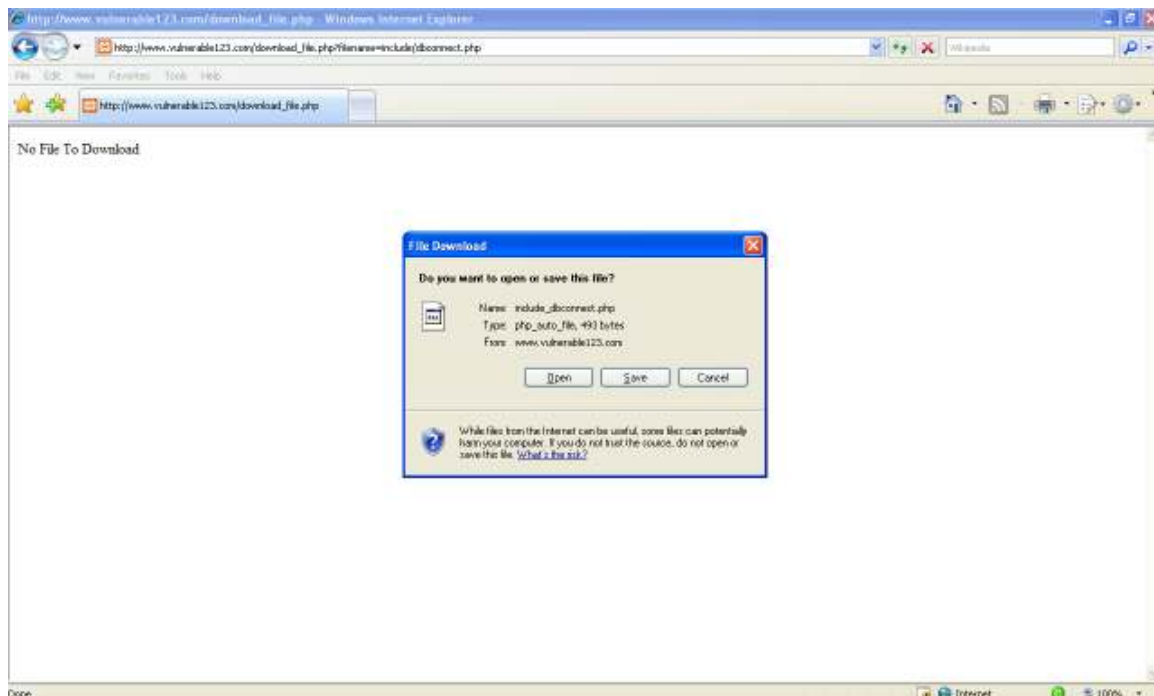 http://www.vulnerable123.com/download_file.php - Windows Internet Explorer
http://www.vulnerable123.com/download_file.php?filename=include/dbconnect.php
Wikipedia
File Edit View Favorites Tools Help
http://www.vulnerable123.com/download_file.php
No File To Download
File Download
Do you want to open or save this file?
Name: include_dbconnect.php
Type: php_auto_file, 493 bytes
From: www.vulnerable123.com
Open
Save
Cancel
While files from the Internet can be useful, some files can potentially
harm your computer. If you do not trust the source, do not open or
save this file. What's the risk?
Done
Internet
100%